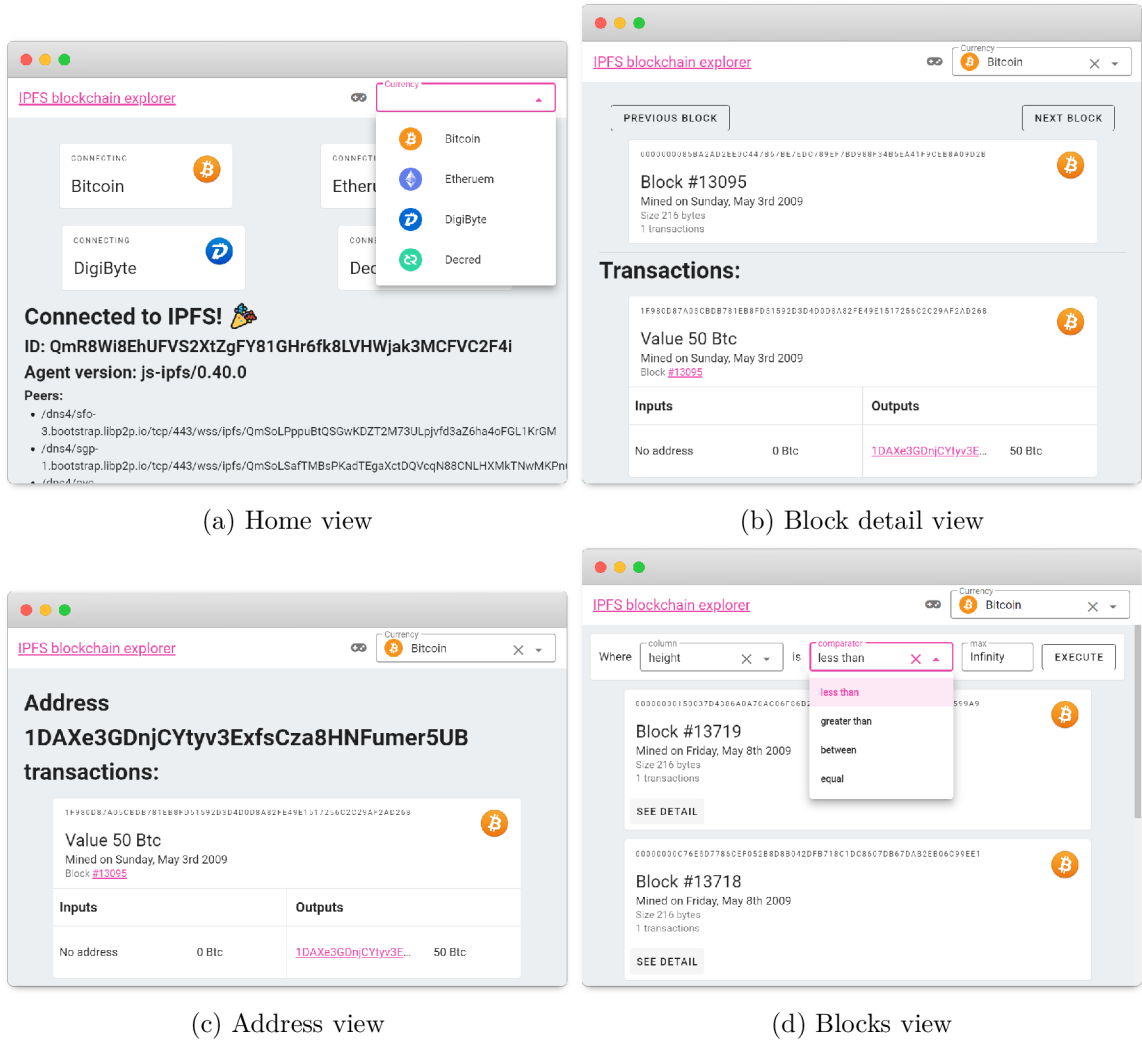 IPFS blockchain explorer
Currency
CONNECTING
Bitcoin
CONNECTI
Etheru
CONNECTING
DigiByte
CONN
Dec
Bitcoin
Etheruem
DigiByte
Decred
Connected to IPFS! 🎉
ID: QmR8Wi8EhUFVS2XtZgFY81GHr6fk8LVHWjak3MCFVC2F4i
Agent version: js-ipfs/0.40.0
Peers:
• /dns4/sfo-
3.bootstrap.libp2p.io/tcp/443/wss/ipfs/QmSoLPppuBtQSGwKDZT2M73ULpjvfd3aZ6ha4oFGL1KrGM
• /dns4/sgp-
1.bootstrap.libp2p.io/tcp/443/wss/ipfs/QmSoLSafTMBsPKadTEgaXctDQVcqN88CNLHXMkTNwMKPnu
(a) Home view
IPFS blockchain explorer
Currency
Bitcoin
PREVIOUS BLOCK
NEXT BLOCK
Block #13095
Mined on Sunday, May 3rd 2009
Size 216 bytes
1 transactions
Transactions:
Value 50 Btc
Mined on Sunday, May 3rd 2009
Block #13095
Inputs
Outputs
No address 0 Btc
1DAXe3GDnjCYtyv3E... 50 Btc
(b) Block detail view
IPFS blockchain explorer
Currency
Bitcoin
Address
1DAXe3GDnjCYtyv3ExfsCza8HNFumer5UB
transactions:
Value 50 Btc
Mined on Sunday, May 3rd 2009
Block #13095
Inputs
Outputs
No address 0 Btc
1DAXe3GDnjCYtyv3E... 50 Btc
(c) Address view
IPFS blockchain explorer
Currency
Bitcoin
Where
column
height
is
comparator
less than
max
Infinity
EXECUTE
less than
greater than
between
equal
Block #13719
Mined on Friday, May 8th 2009
Size 216 bytes
1 transactions
SEE DETAIL
Block #13718
Mined on Friday, May 8th 2009
Size 216 bytes
1 transactions
SEE DETAIL
(d) Blocks view